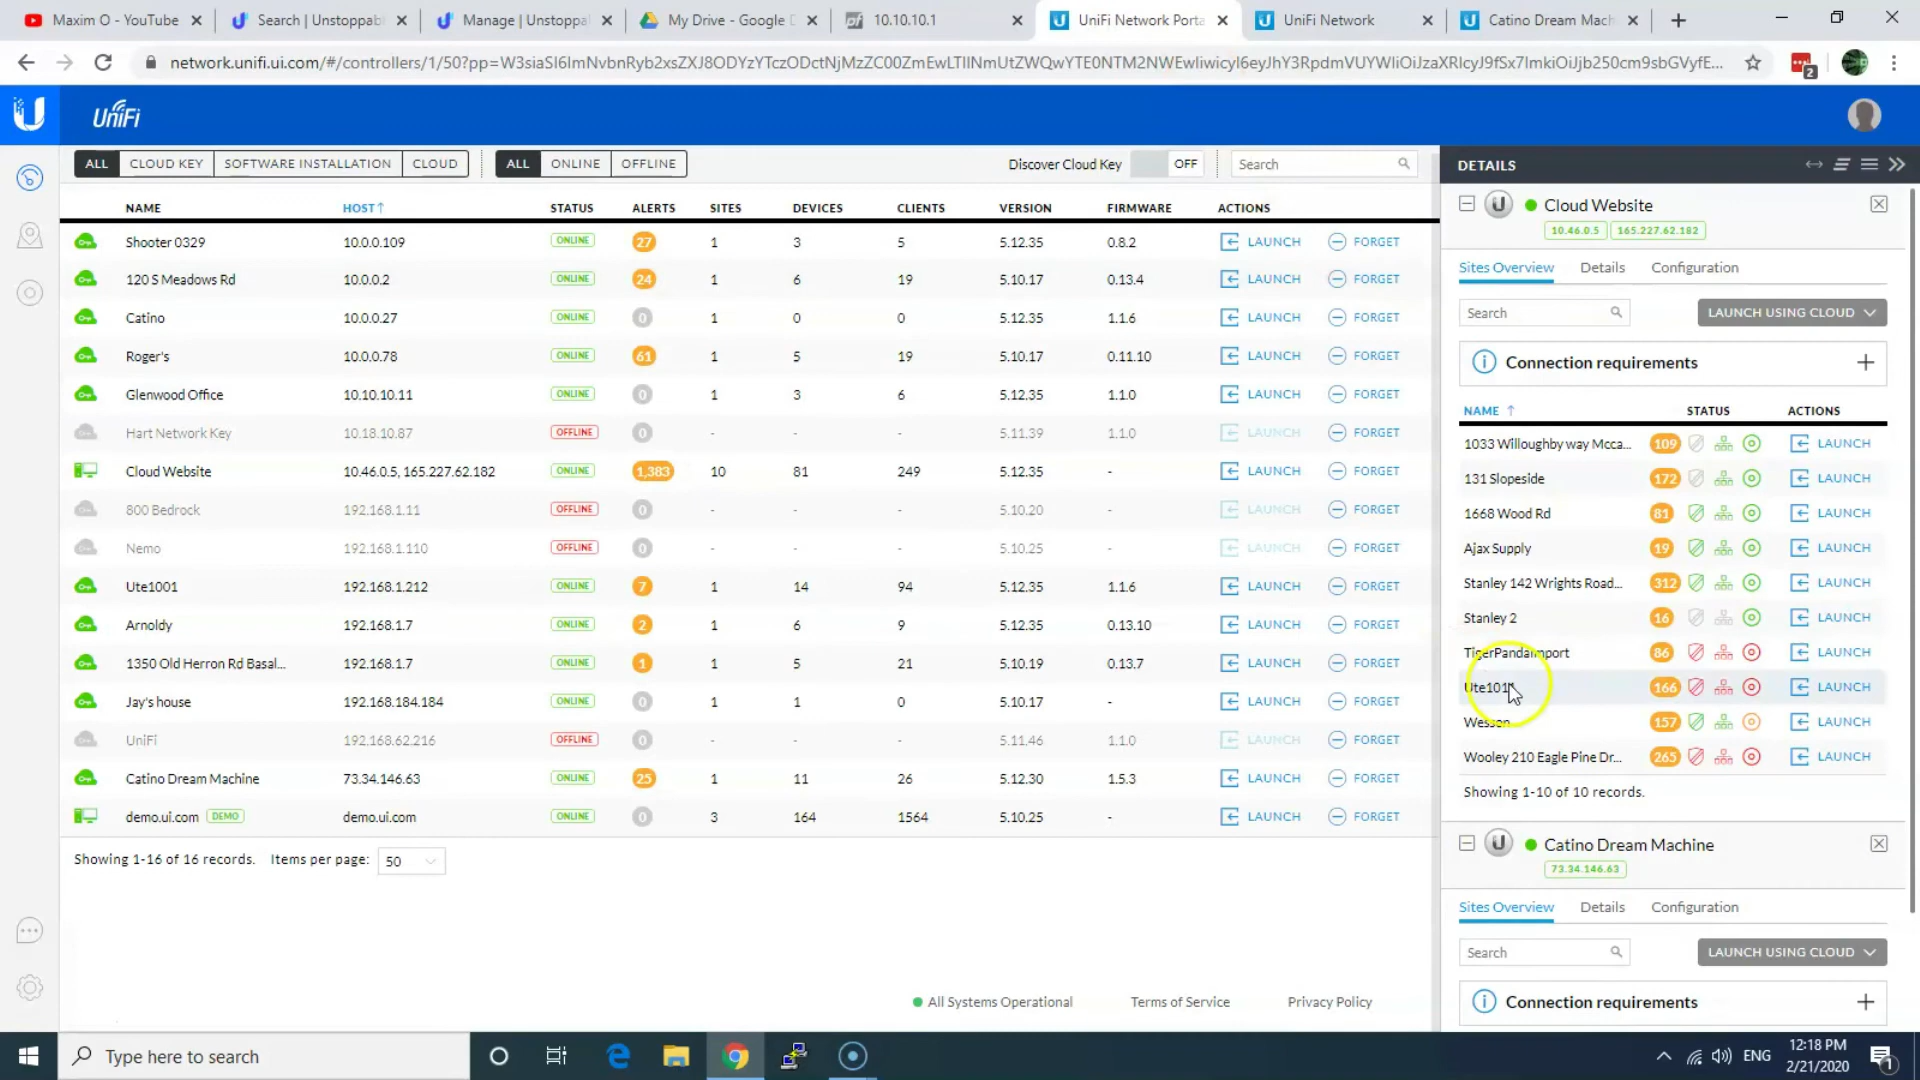 Maxim O - YouTube
Search | Unstoppab
Manage | Unstoppa
My Drive - Google D
10.10.10.1
UniFi Network Porta
UniFi Network
Catino Dream Mach
network.unifi.ui.com/#/controllers/1/50?pp=
2
UniFi
ALL CLOUD KEY SOFTWARE INSTALLATION CLOUD ALL ONLINE OFFLINE Discover Cloud Key OFF Search
NAME HOST↑ STATUS ALERTS SITES DEVICES CLIENTS VERSION FIRMWARE ACTIONS
Shooter 0329 10.0.0.109 ONLINE 27 1 3 5 5.12.35 0.8.2 LAUNCH FORGET
120 S Meadows Rd 10.0.0.2 ONLINE 24 1 6 19 5.10.17 0.13.4 LAUNCH FORGET
Catino 10.0.0.27 ONLINE 0 1 0 0 5.12.35 1.1.6 LAUNCH FORGET
Roger's 10.0.0.78 ONLINE 61 1 5 19 5.10.17 0.11.10 LAUNCH FORGET
Glenwood Office 10.10.10.11 ONLINE 0 1 3 6 5.12.35 1.1.0 LAUNCH FORGET
Hart Network Key 10.18.10.87 OFFLINE 0 - - - 5.11.39 1.1.0 LAUNCH FORGET
Cloud Website 10.46.0.5, 165.227.62.182 ONLINE 1,383 10 81 249 5.12.35 - LAUNCH FORGET
800 Bedrock 192.168.1.11 OFFLINE 0 - - - 5.10.20 - LAUNCH FORGET
Nemo 192.168.1.110 OFFLINE 0 - - - 5.10.25 - LAUNCH FORGET
Ute1001 192.168.1.212 ONLINE 7 1 14 94 5.12.35 1.1.6 LAUNCH FORGET
Arnoldy 192.168.1.7 ONLINE 2 1 6 9 5.12.35 0.13.10 LAUNCH FORGET
1350 Old Herron Rd Basal... 192.168.1.7 ONLINE 1 1 5 21 5.10.19 0.13.7 LAUNCH FORGET
Jay's house 192.168.184.184 ONLINE 0 1 1 0 5.10.17 - LAUNCH FORGET
UniFi 192.168.62.216 OFFLINE 0 - - - 5.11.46 1.1.0 LAUNCH FORGET
Catino Dream Machine 73.34.146.63 ONLINE 25 1 11 26 5.12.30 1.5.3 LAUNCH FORGET
demo.ui.com DEMO demo.ui.com ONLINE 0 3 164 1564 5.10.25 - LAUNCH FORGET
Showing 1-16 of 16 records. Items per page: 50
All Systems Operational Terms of Service Privacy Policy
DETAILS
Cloud Website
10.46.0.5 165.227.62.182
Sites Overview Details Configuration
Search LAUNCH USING CLOUD
Connection requirements
NAME ↑ STATUS ACTIONS
1033 Willoughby way Mcca... 109 LAUNCH
131 Slopeside 172 LAUNCH
1668 Wood Rd 81 LAUNCH
Ajax Supply 19 LAUNCH
Stanley 142 Wrights Road... 312 LAUNCH
Stanley 2 16 LAUNCH
TigerPandaImport 86 LAUNCH
166 LAUNCH
Wesson 157 LAUNCH
Wooley 210 Eagle Pine Dr... 265 LAUNCH
Showing 1-10 of 10 records.
Catino Dream Machine
73.34.146.63
Sites Overview Details Configuration
Search LAUNCH USING CLOUD
Connection requirements
Type here to search
ENG
12:18 PM
2/21/2020
1